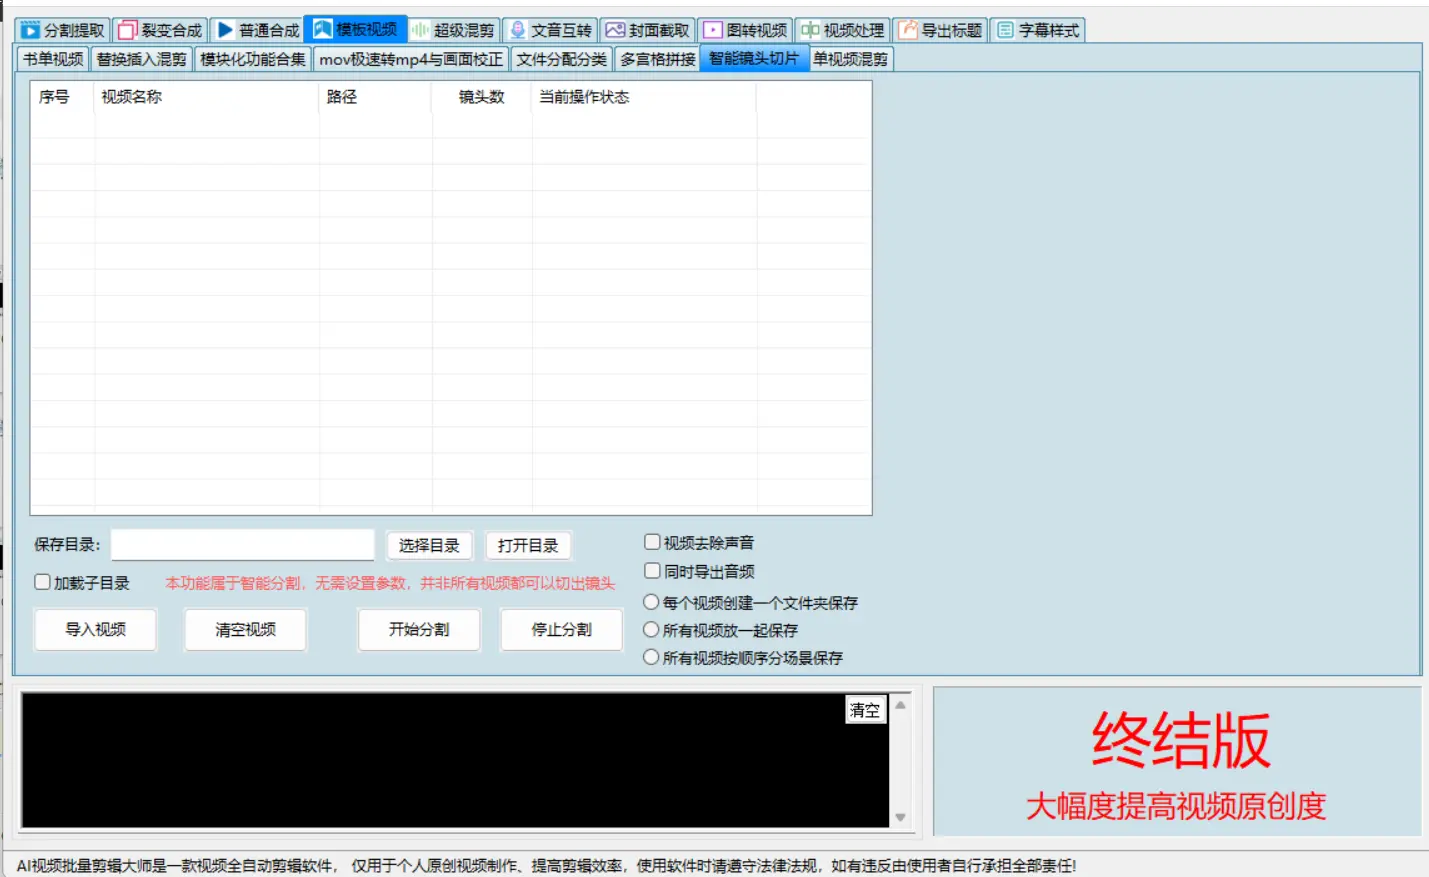 分割提取 裂变合成 普通合成 模板视频 超级混剪 文音互转 封面截取 图转视频 视频处理 导出标题 字幕样式
书单视频 替换插入混剪 模块化功能合集 mov极速转mp4与画面校正 文件分配分类 多宫格拼接 智能镜头切片 单视频混剪
序号 视频名称 路径 镜头数 当前操作状态
保存目录: 选择目录 打开目录 视频去除声音
同时导出音频
加载子目录 本功能属于智能分割，无需设置参数，并非所有视频都可以切出镜头
每个视频创建一个文件夹保存
导入视频 清空视频 开始分割 停止分割 所有视频放一起保存
所有视频按顺序分场景保存
清空
终结版
大幅度提高视频原创度
AI视频批量剪辑大师是一款视频全自动剪辑软件， 仅用于个人原创视频制作、提高剪辑效率，使用软件时请遵守法律法规，如有违反由使用者自行承担全部责任!